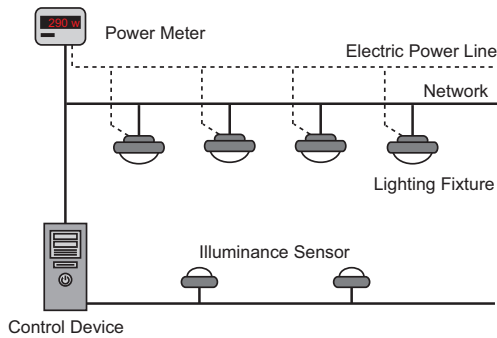 290 w
Power Meter
Electric Power Line
Network
Lighting Fixture
Illuminance Sensor
Control Device